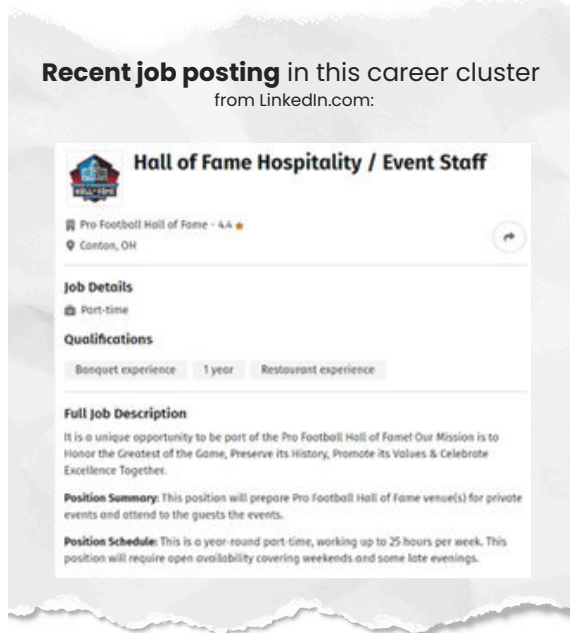 Recent job posting in this career cluster
from LinkedIn.com:
Hall of Fame Hospitality / Event Staff
HALL OF FAME
Pro Football Hall of Fame - 4.4 ★
Canton, OH
Job Details
Part-time
Qualifications
Banquet experience
1 year
Restaurant experience
Full Job Description
It is a unique opportunity to be part of the Pro Football Hall of Fame! Our Mission is to
Honor the Greatest of the Game, Preserve its History, Promote its Values & Celebrate
Excellence Together.
Position Summary: This position will prepare Pro Football Hall of Fame venue(s) for private
events and attend to the guests the events.
Position Schedule: This is a year-round part-time, working up to 25 hours per week. This
position will require open availability covering weekends and some late evenings.